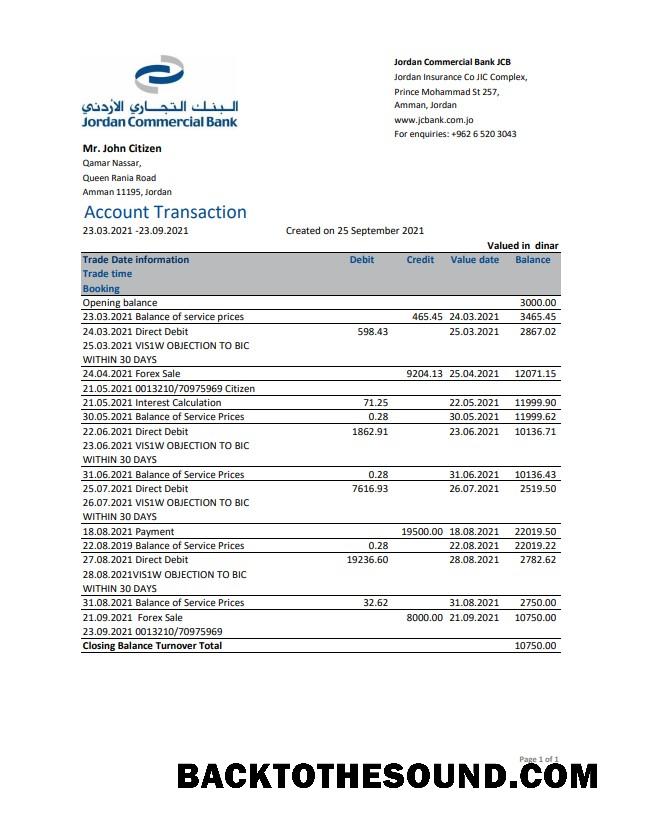 البنك التجاري الأردني
Jordan Commercial Bank
Jordan Commercial Bank JCB
Jordan Insurance Co JIC Complex,
Prince Mohammad St 257,
Amman, Jordan
www.jcbank.com.jo
For enquiries: +962 6 520 3043
Mr. John Citizen
Qamar Nassar,
Queen Rania Road
Amman 11195, Jordan
Account Transaction
23.03.2021 -23.09.2021 Created on 25 September 2021
Valued in dinar
Trade Date information Debit Credit Value date Balance
Trade time
Booking
Opening balance 3000.00
23.03.2021 Balance of service prices 465.45 24.03.2021 3465.45
24.03.2021 Direct Debit 598.43 25.03.2021 2867.02
25.03.2021 VIS1W OBJECTION TO BIC
WITHIN 30 DAYS
24.04.2021 Forex Sale 9204.13 25.04.2021 12071.15
21.05.2021 0013210/70975969 Citizen
21.05.2021 Interest Calculation 71.25 22.05.2021 11999.90
30.05.2021 Balance of Service Prices 0.28 30.05.2021 11999.62
22.06.2021 Direct Debit 1862.91 23.06.2021 10136.71
23.06.2021 VIS1W OBJECTION TO BIC
WITHIN 30 DAYS
31.06.2021 Balance of Service Prices 0.28 31.06.2021 10136.43
25.07.2021 Direct Debit 7616.93 26.07.2021 2519.50
26.07.2021 VIS1W OBJECTION TO BIC
WITHIN 30 DAYS
18.08.2021 Payment 19500.00 18.08.2021 22019.50
22.08.2019 Balance of Service Prices 0.28 22.08.2021 22019.22
27.08.2021 Direct Debit 19236.60 28.08.2021 2782.62
28.08.2021VIS1W OBJECTION TO BIC
WITHIN 30 DAYS
31.08.2021 Balance of Service Prices 32.62 31.08.2021 2750.00
21.09.2021 Forex Sale 8000.00 21.09.2021 10750.00
23.09.2021 0013210/70975969
Closing Balance Turnover Total 10750.00
Page 1 of 1
BACKTOTHESOUND.COM